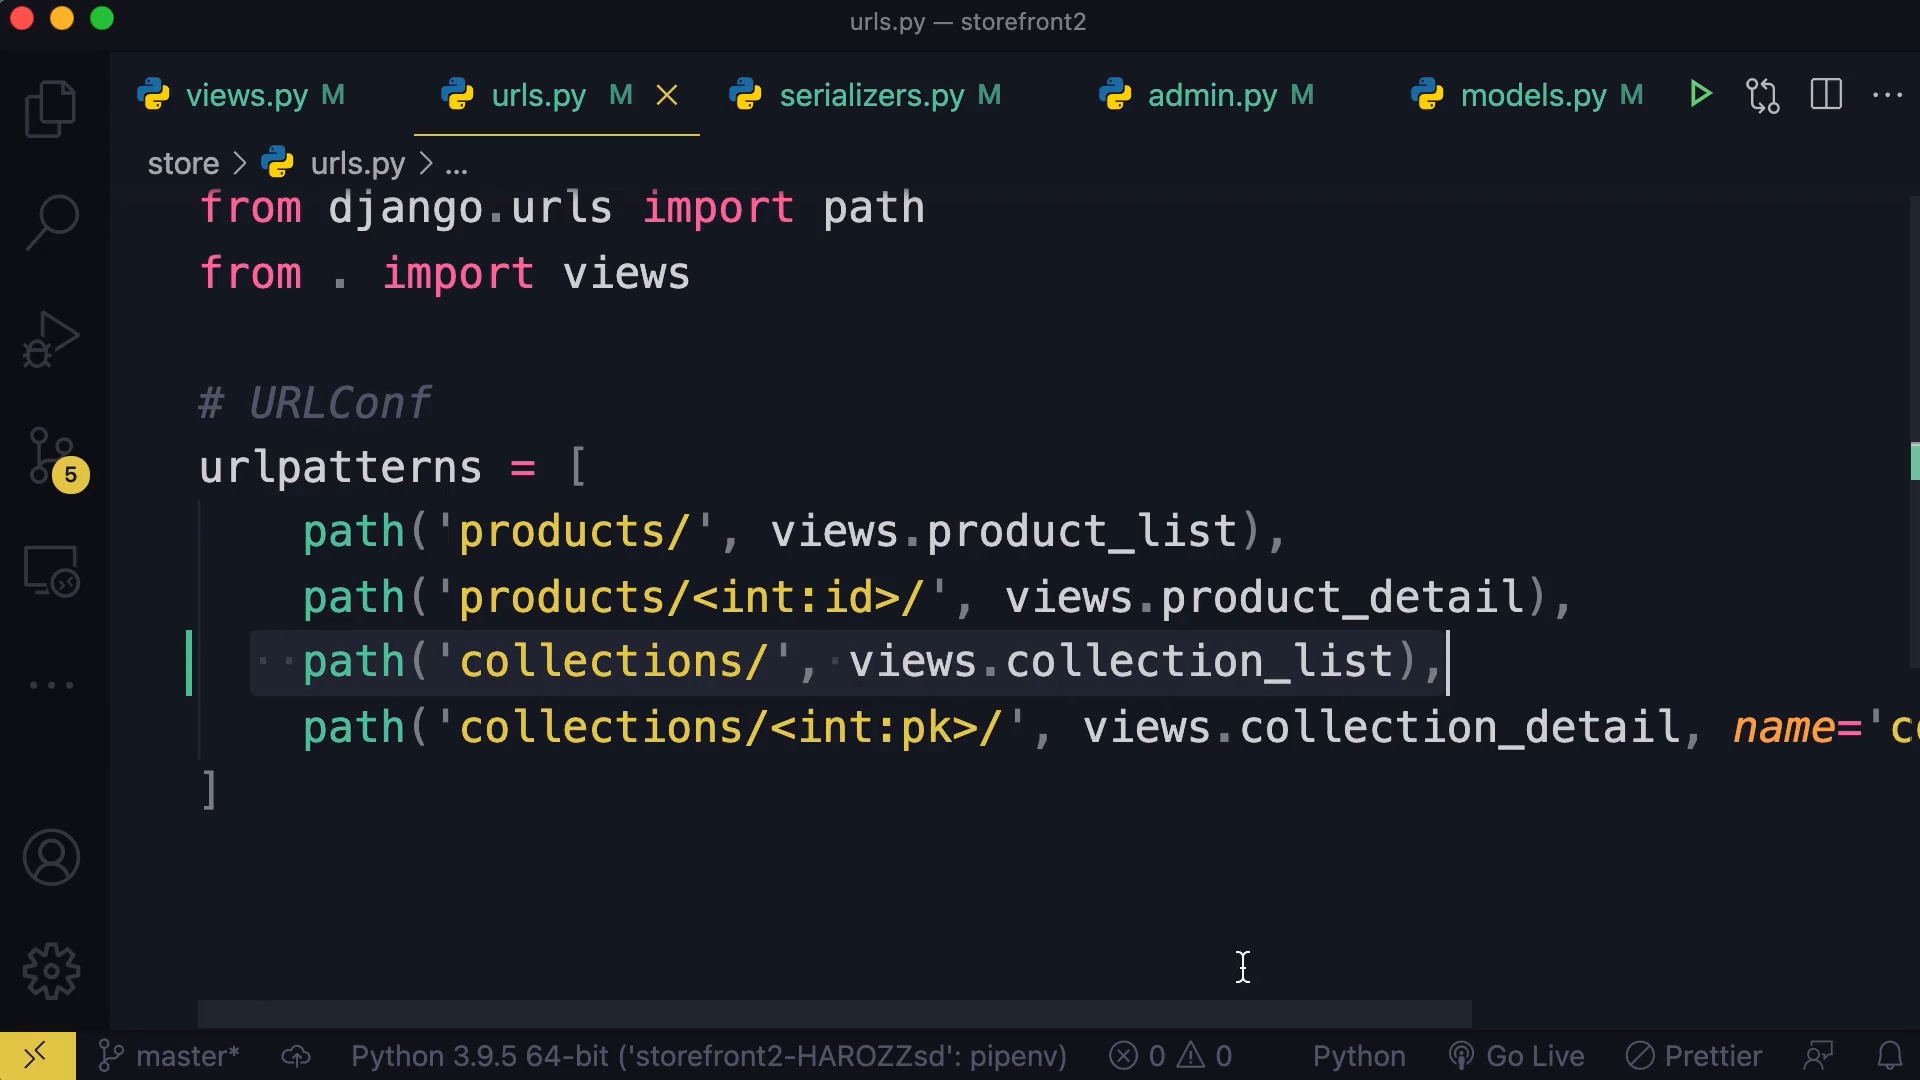 urls.py — storefront2
views.py M urls.py M serializers.py M admin.py M models.py M ...
store > urls.py > ...
from django.urls import path
from . import views
# URLConf
urlpatterns = [
path('products/', views.product_list),
path('products/<int:id>/', views.product_detail),
path('collections/', views.collection_list),
path('collections/<int:pk>/', views.collection_detail, name='c
]
5
master* Python 3.9.5 64-bit ('storefront2-HAROZZsd': pipenv) 0 0 Python Go Live Prettier